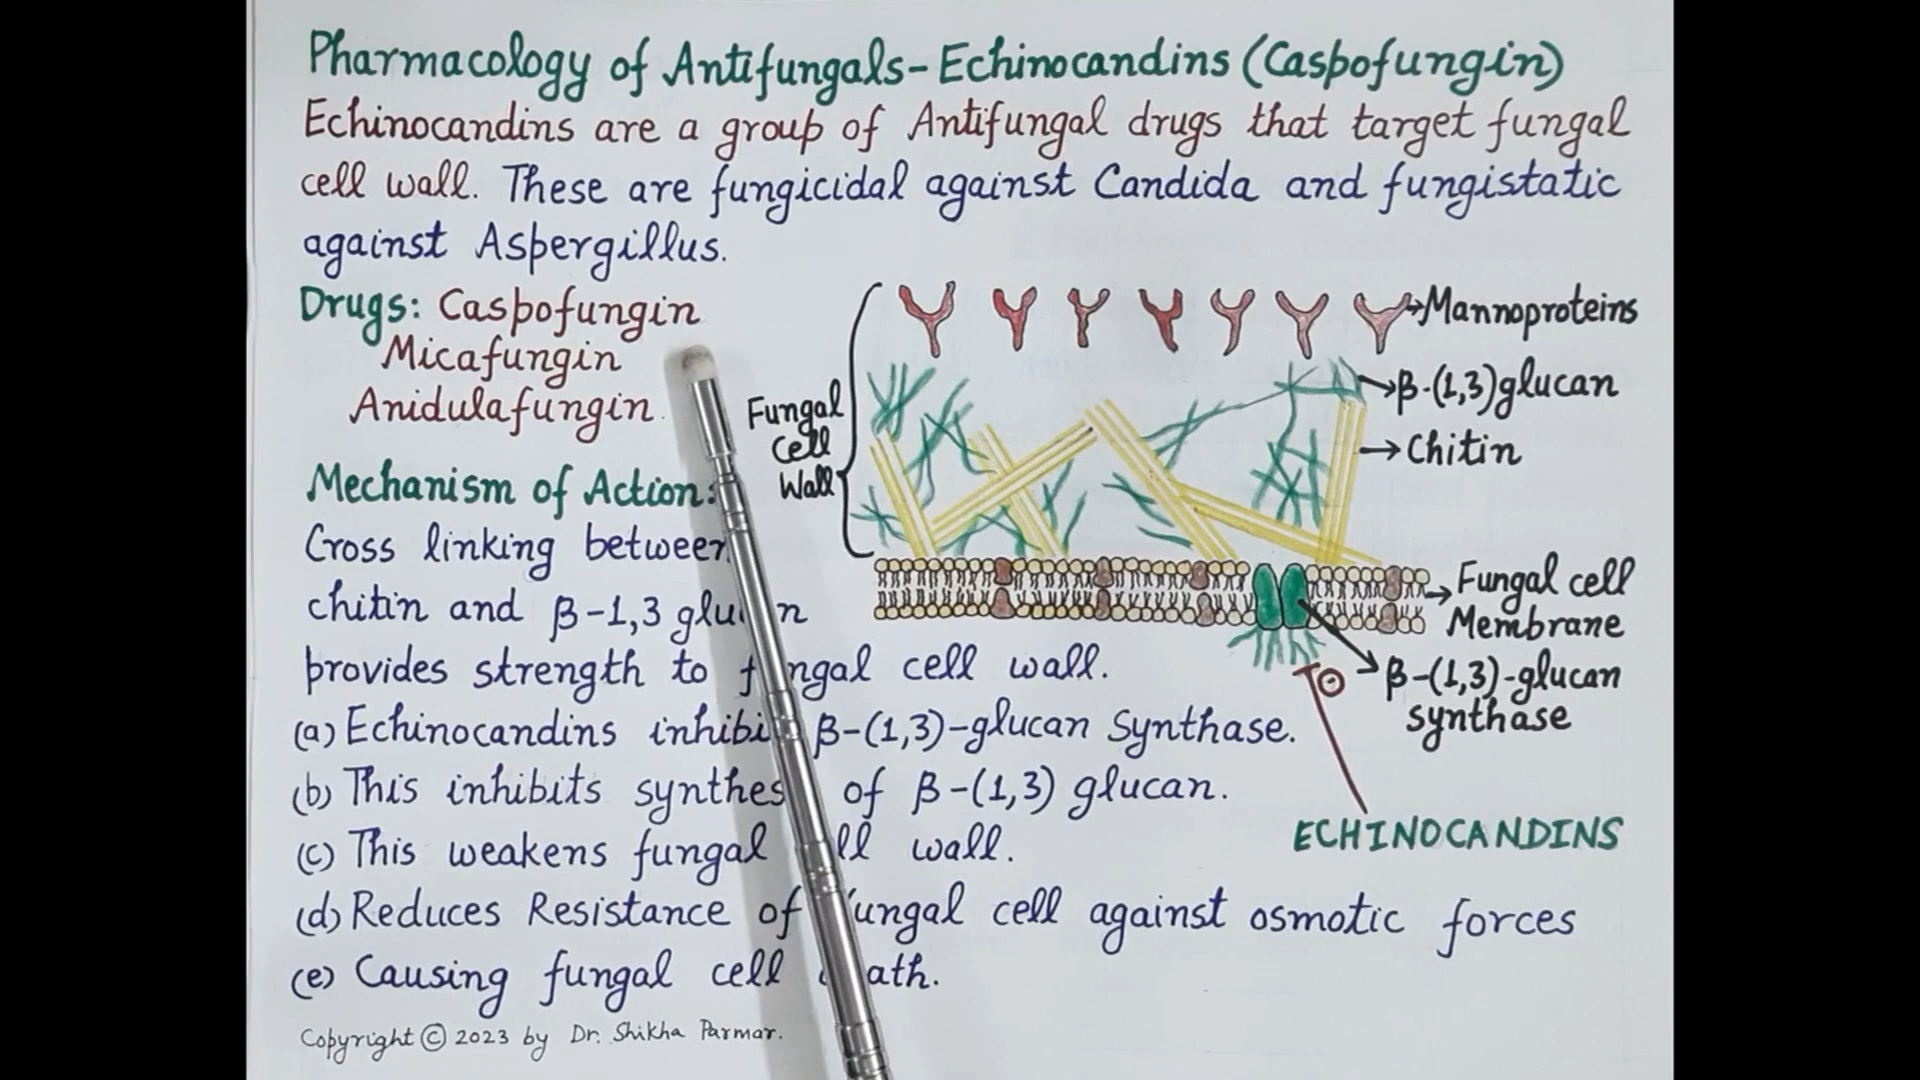 Pharmacology of Antifungals-Echinocandins (Caspofungin)
Echinocandins are a group of Antifungal drugs that target fungal
cell wall. These are fungicidal against Candida and fungistatic
against Aspergillus.
Drugs: Caspofungin
Micafungin
Anidulafungin
Mechanism of Action:
Cross linking between
chitin and β-1,3
provides strength to wall.
(a) Echinocandins β-(1,3)-glucan Synthase.
(b) This inhibits of β-(1,3) glucan.
(c) This weakens fungal wall.
(d) Reduces Resistance of fungal cell against osmotic forces
(e) Causing fungal cell
Copyright © 2023 by Dr. Shikha Parmar.
Fungal
Cell
Wall
Mannoproteins
β-(1,3)glucan
Chitin
Fungal cell
Membrane
β-(1,3)-glucan
synthase
ECHINOCANDINS